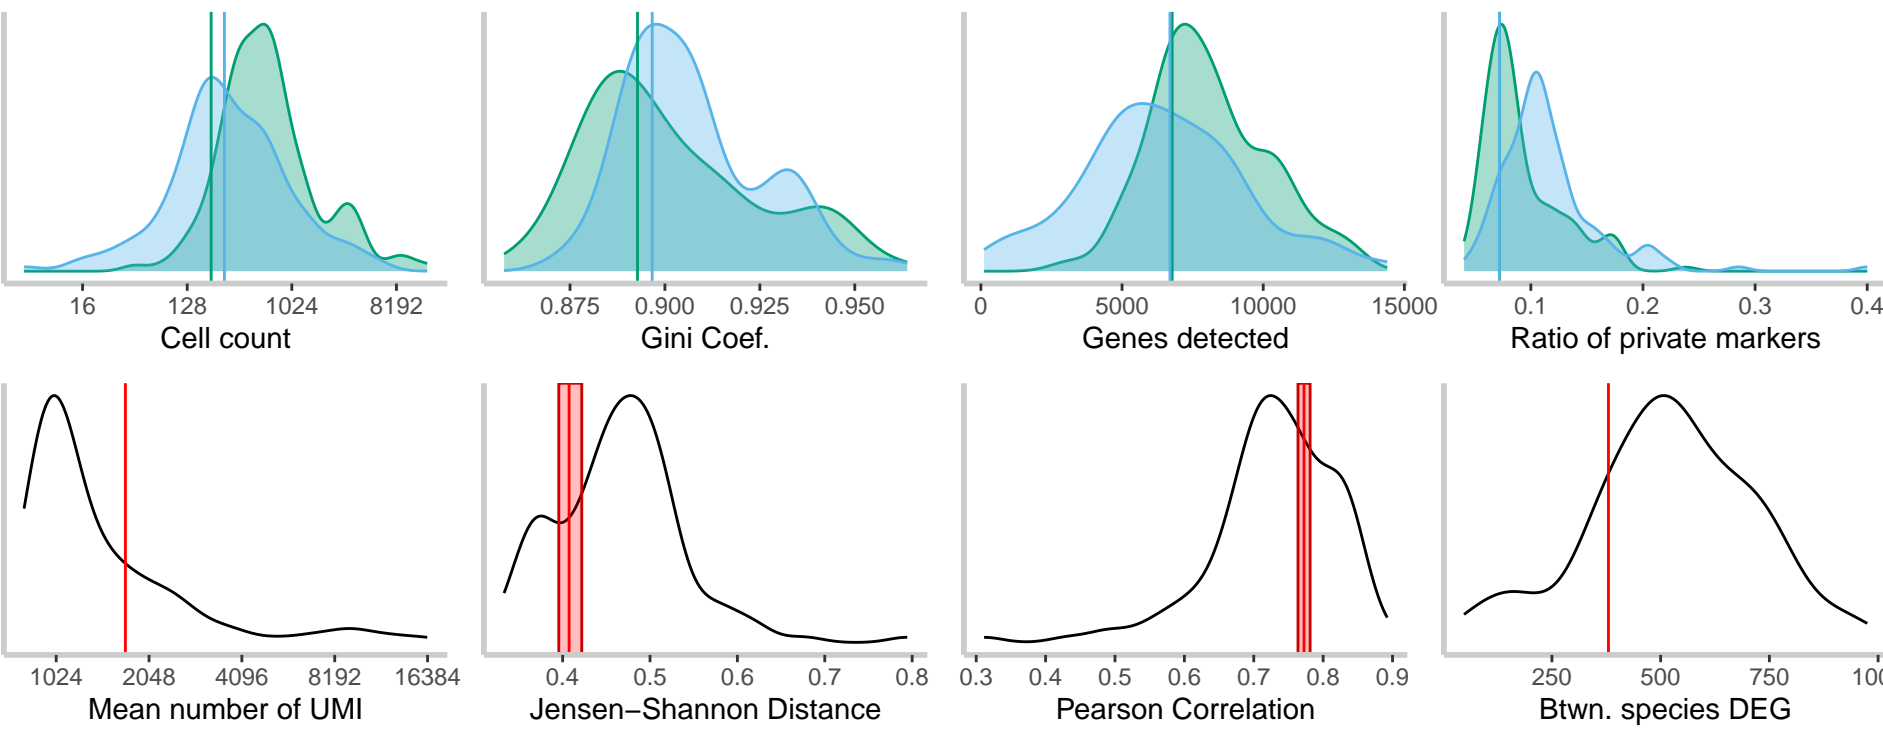 16 128 1024 8192
Cell count
0.875 0.900 0.925 0.950
Gini Coef.
0 5000 10000 15000
Genes detected
0.1 0.2 0.3 0.4
Ratio of private markers
1024 2048 4096 8192 16384
Mean number of UMI
0.4 0.5 0.6 0.7 0.8
Jensen−Shannon Distance
0.3 0.4 0.5 0.6 0.7 0.8 0.9
Pearson Correlation
250 500 750 100
Btwn. species DEG